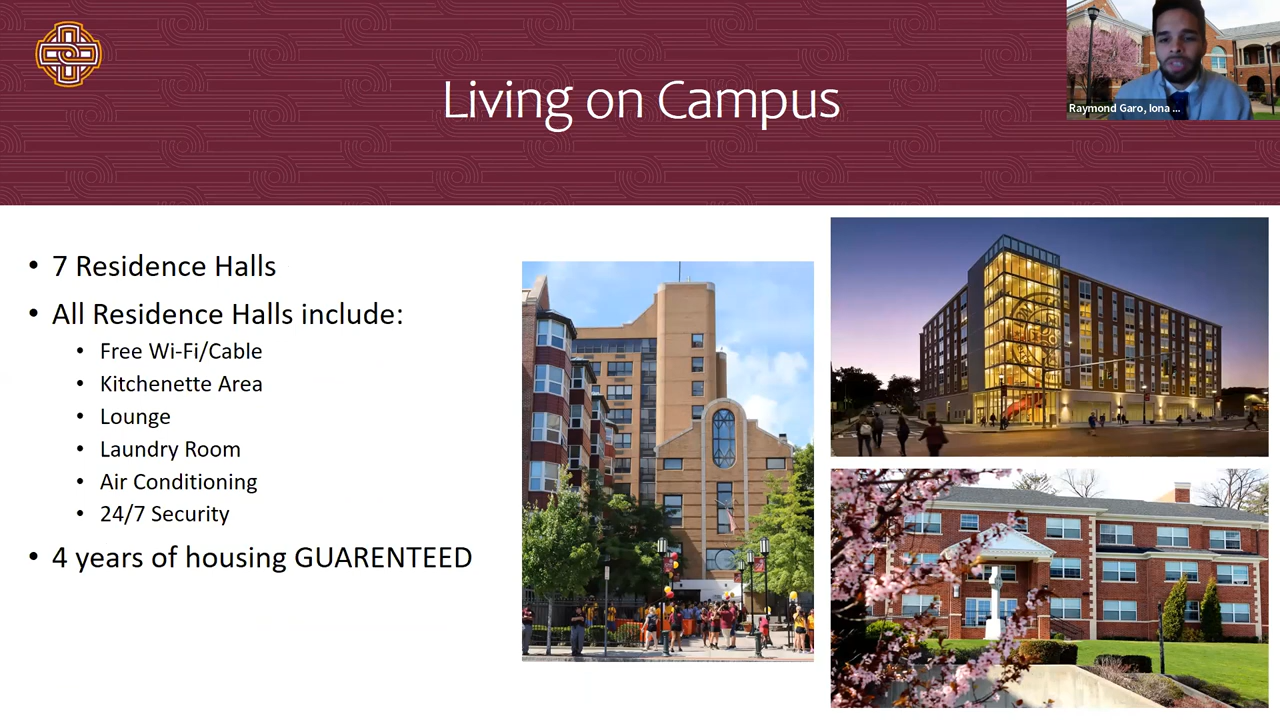 Living on Campus
Raymond Garo, Iona ...
• 7 Residence Halls
• All Residence Halls include:
• Free Wi-Fi/Cable
• Kitchenette Area
• Lounge
• Laundry Room
• Air Conditioning
• 24/7 Security
• 4 years of housing GUARENTEED